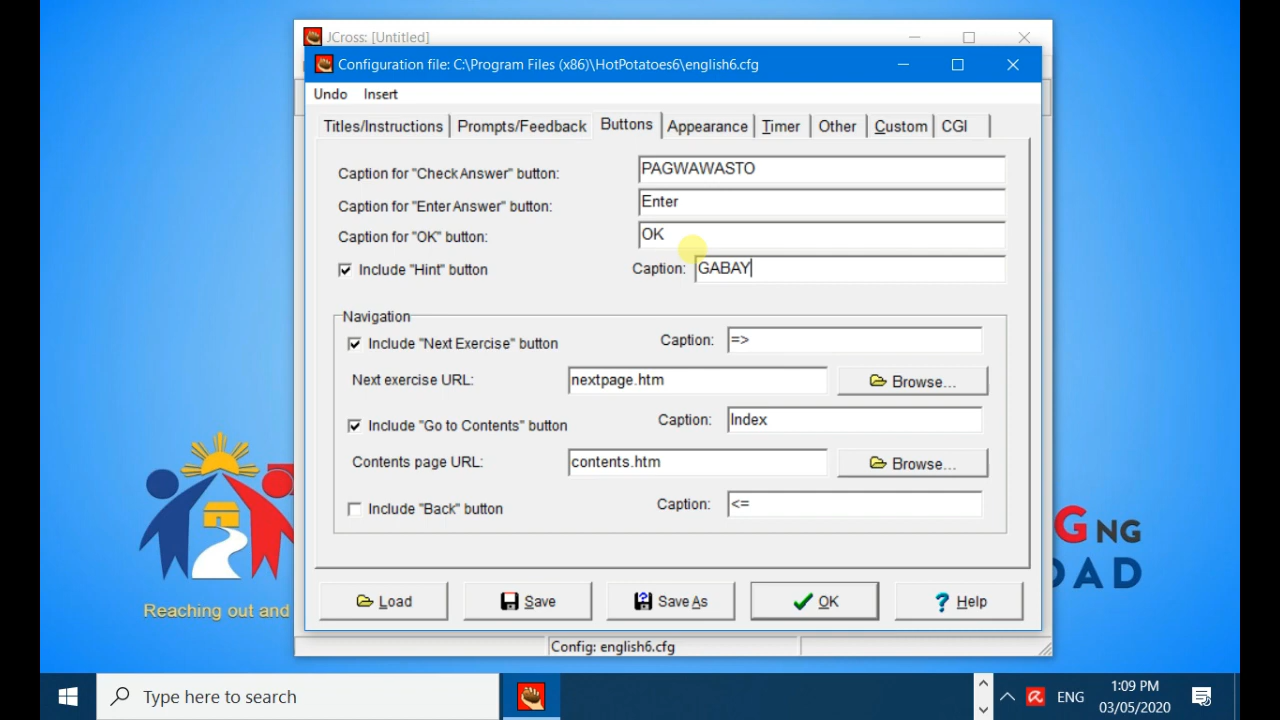 JCross: [Untitled]
Configuration file: C:\Program Files (x86)\HotPotatoes6\english6.cfg
Undo Insert
Titles/Instructions Prompts/Feedback Buttons Appearance Timer Other Custom CGI
Caption for "Check Answer" button: PAGWAWASTO
Caption for "Enter Answer" button: Enter
Caption for "OK" button: OK
Include "Hint" button Caption: GABAY
Navigation
Include "Next Exercise" button Caption: =>
Next exercise URL: nextpage.htm Browse...
Include "Go to Contents" button Caption: Index
Contents page URL: contents.htm Browse...
Include "Back" button Caption: <=
G NG
OAD
Reaching out and
Load Save Save As OK Help
Config: english6.cfg
Type here to search
ENG
1:09 PM
03/05/2020